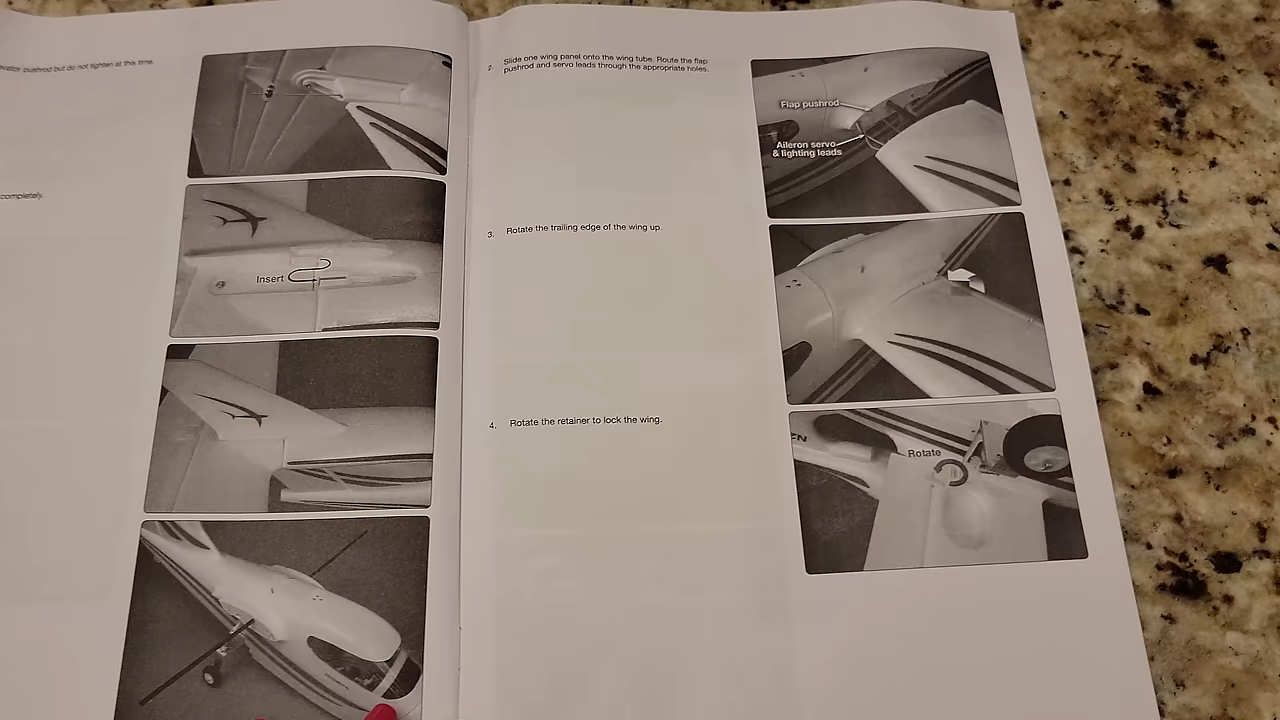 vator pushrod but do not tighten at this time.
completely.
Insert
2. Slide one wing panel onto the wing tube. Route the flap
pushrod and servo leads through the appropriate holes.
Flap pushrod
Aileron servo
& lighting leads
3. Rotate the trailing edge of the wing up.
4. Rotate the retainer to lock the wing.
Rotate